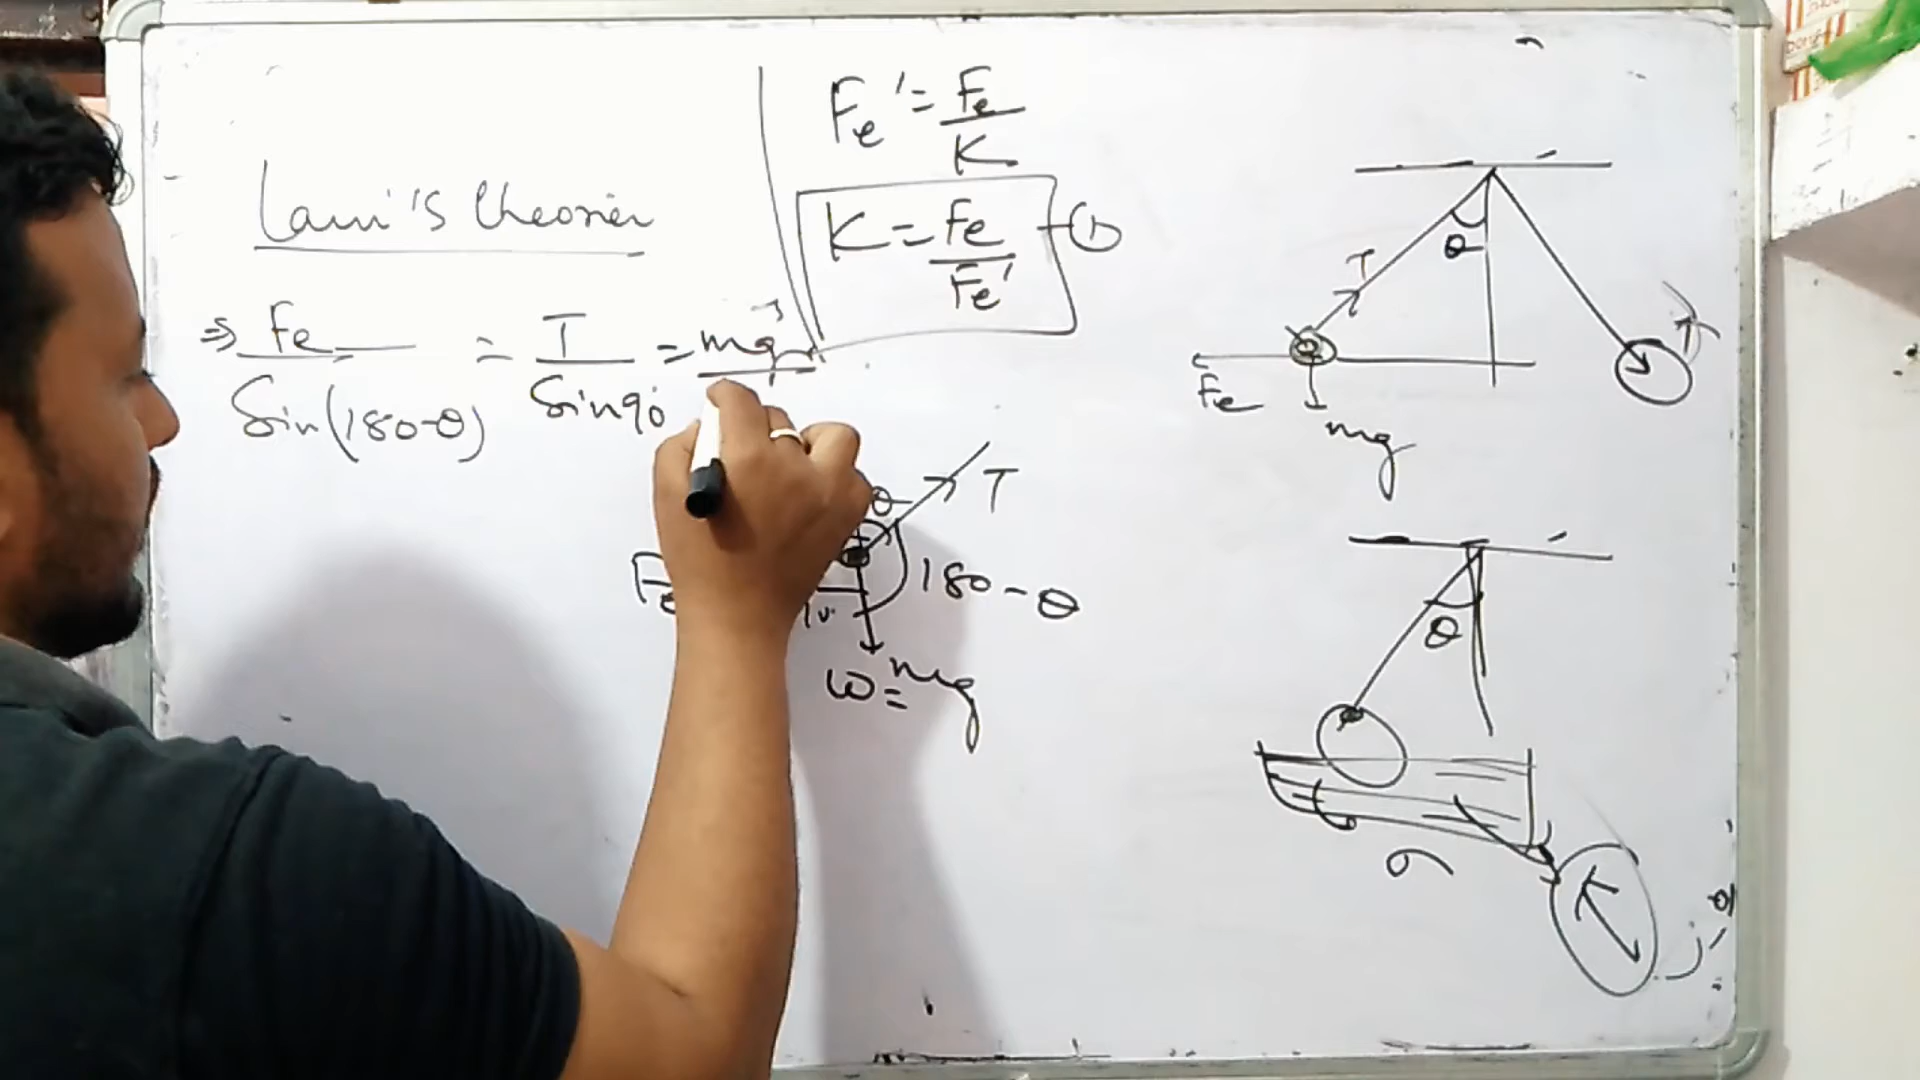 Lami's theorem
Fe' = Fe/K
K = Fe/Fe' ①
⇒ Fe/Sin(180-θ) = T/Sin90 = mg
θ T
Fe 180-θ
W = mg
T θ
Fe
mg
θ
σ